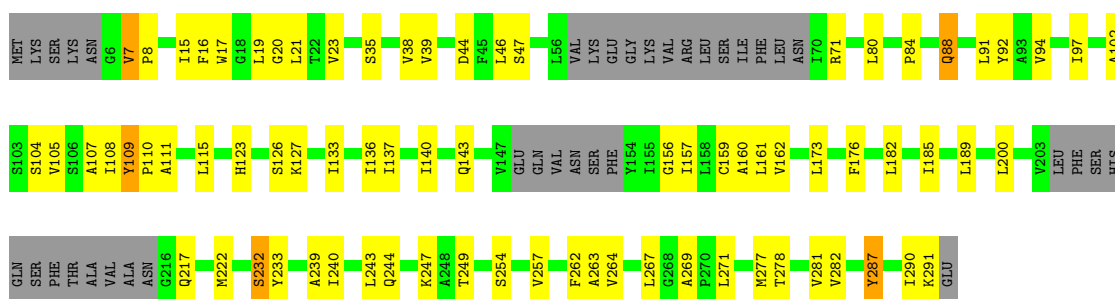 MET LYS SER LYS ASN G6 V7 P8 I15 F16 W17 G18 L19 G20 L21 T22 V23 S35 V38 V39 D44 F45 L46 S47 L56 VAL LYS GLU GLY LYS VAL ARG LEU SER ILE PHE LEU ASN I70 R71 L80 P84 Q88 L91 Y92 A93 V94 I97
S103 S104 V105 S106 A107 I108 Y109 P110 A111 L115 H123 S126 K127 I133 I136 I137 I140 Q143 V147 GLU GLN VAL ASN SER PHE Y154 I155 G156 I157 L158 C159 A160 L161 V162 L173 F176 L182 I185 L189 L200 V203 LEU PHE SER HIS
GLN SER PHE THR ALA VAL ALA ASN G216 Q217 M222 S232 Y233 A239 I240 L243 Q244 K247 A248 T249 S254 V257 F262 A263 V264 L267 G268 A269 P270 L271 M277 T278 V281 V282 Y287 I290 K291 GLU